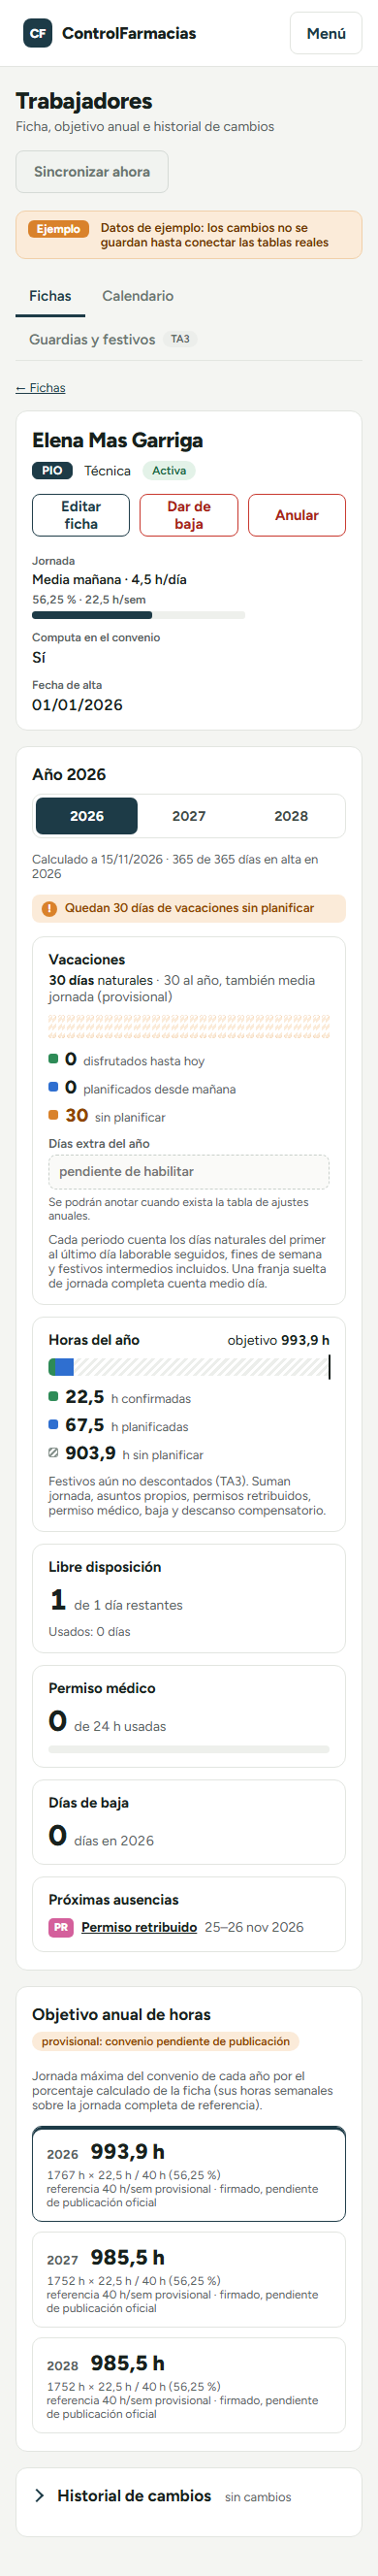 CF ControlFarmacias Menú
Trabajadores
Ficha, objetivo anual e historial de cambios
Sincronizar ahora
Ejemplo Datos de ejemplo: los cambios no se
guardan hasta conectar las tablas reales
Fichas Calendario
Guardias y festivos TA3
← Fichas
Elena Mas Garriga
PIO Técnica Activa
Editar
ficha
Dar de
baja
Anular
Jornada
Media mañana · 4,5 h/día
56,25 % · 22,5 h/sem
Computa en el convenio
Sí
Fecha de alta
01/01/2026
Año 2026
2026 2027 2028
Calculado a 15/11/2026 · 365 de 365 días en alta en
2026
! Quedan 30 días de vacaciones sin planificar
Vacaciones
30 días naturales · 30 al año, también media
jornada (provisional)
0 disfrutados hasta hoy
0 planificados desde mañana
30 sin planificar
Días extra del año
pendiente de habilitar
Se podrán anotar cuando exista la tabla de ajustes
anuales.
Cada periodo cuenta los días naturales del primer
al último día laborable seguidos, fines de semana
y festivos intermedios incluidos. Una franja suelta
de jornada completa cuenta medio día.
Horas del año objetivo 993,9 h
22,5 h confirmadas
67,5 h planificadas
903,9 h sin planificar
Festivos aún no descontados (TA3). Suman
jornada, asuntos propios, permisos retribuidos,
permiso médico, baja y descanso compensatorio.
Libre disposición
1 de 1 día restantes
Usados: 0 días
Permiso médico
0 de 24 h usadas
Días de baja
0 días en 2026
Próximas ausencias
PR Permiso retribuido 25–26 nov 2026
Objetivo anual de horas
provisional: convenio pendiente de publicación
Jornada máxima del convenio de cada año por el
porcentaje calculado de la ficha (sus horas semanales
sobre la jornada completa de referencia).
2026 993,9 h
1767 h × 22,5 h / 40 h (56,25 %)
referencia 40 h/sem provisional · firmado, pendiente
de publicación oficial
2027 985,5 h
1752 h × 22,5 h / 40 h (56,25 %)
referencia 40 h/sem provisional · firmado, pendiente
de publicación oficial
2028 985,5 h
1752 h × 22,5 h / 40 h (56,25 %)
referencia 40 h/sem provisional · firmado, pendiente
de publicación oficial
Historial de cambios sin cambios